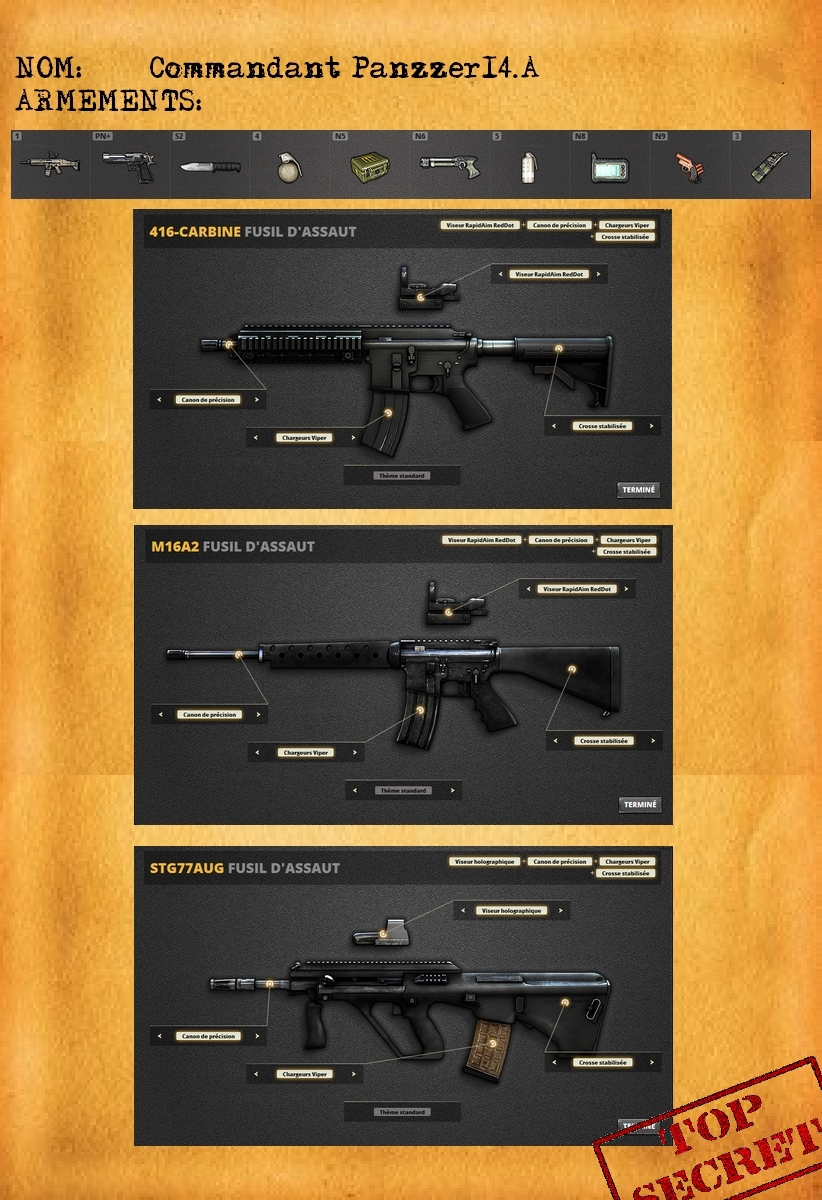 NOM: Commandant Panzzer14.A
ARMEMENTS:
1 PN+ S2 4 N5 N6 5 N8 N9 3
416-CARBINE FUSIL D'ASSAUT
Viseur RapidAim RedDot + Canon de précision + Chargeurs Viper
+ Crosse stabilisée
Viseur RapidAim RedDot
Canon de précision
Crosse stabilisée
Chargeurs Viper
Thème standard
TERMINÉ
M16A2 FUSIL D'ASSAUT
Viseur RapidAim RedDot + Canon de précision + Chargeurs Viper
+ Crosse stabilisée
Viseur RapidAim RedDot
Canon de précision
Crosse stabilisée
Chargeurs Viper
Thème standard
TERMINÉ
STG77AUG FUSIL D'ASSAUT
Viseur holographique + Canon de précision + Chargeurs Viper
+ Crosse stabilisée
Viseur holographique
Canon de précision
Crosse stabilisée
Chargeurs Viper
Thème standard
TERMINÉ
TOP
SECRET